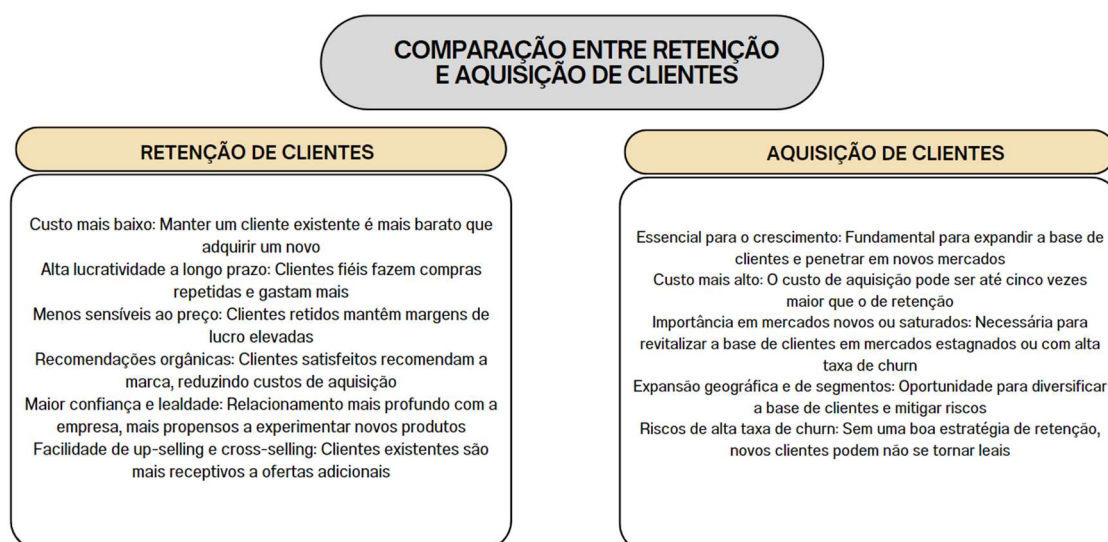 COMPARAÇÃO ENTRE RETENÇÃO
E AQUISIÇÃO DE CLIENTES
RETENÇÃO DE CLIENTES
Custo mais baixo: Manter um cliente existente é mais barato que
adquirir um novo
Alta lucratividade a longo prazo: Clientes fiéis fazem compras
repetidas e gastam mais
Menos sensíveis ao preço: Clientes retidos mantêm margens de
lucro elevadas
Recomendações orgânicas: Clientes satisfeitos recomendam a
marca, reduzindo custos de aquisição
Maior confiança e lealdade: Relacionamento mais profundo com a
empresa, mais propensos a experimentar novos produtos
Facilidade de up-selling e cross-selling: Clientes existentes são
mais receptivos a ofertas adicionais
AQUISIÇÃO DE CLIENTES
Essencial para o crescimento: Fundamental para expandir a base de
clientes e penetrar em novos mercados
Custo mais alto: O custo de aquisição pode ser até cinco vezes
maior que o de retenção
Importância em mercados novos ou saturados: Necessária para
revitalizar a base de clientes em mercados estagnados ou com alta
taxa de churn
Expansão geográfica e de segmentos: Oportunidade para diversificar
a base de clientes e mitigar riscos
Riscos de alta taxa de churn: Sem uma boa estratégia de retenção,
novos clientes podem não se tornar leais